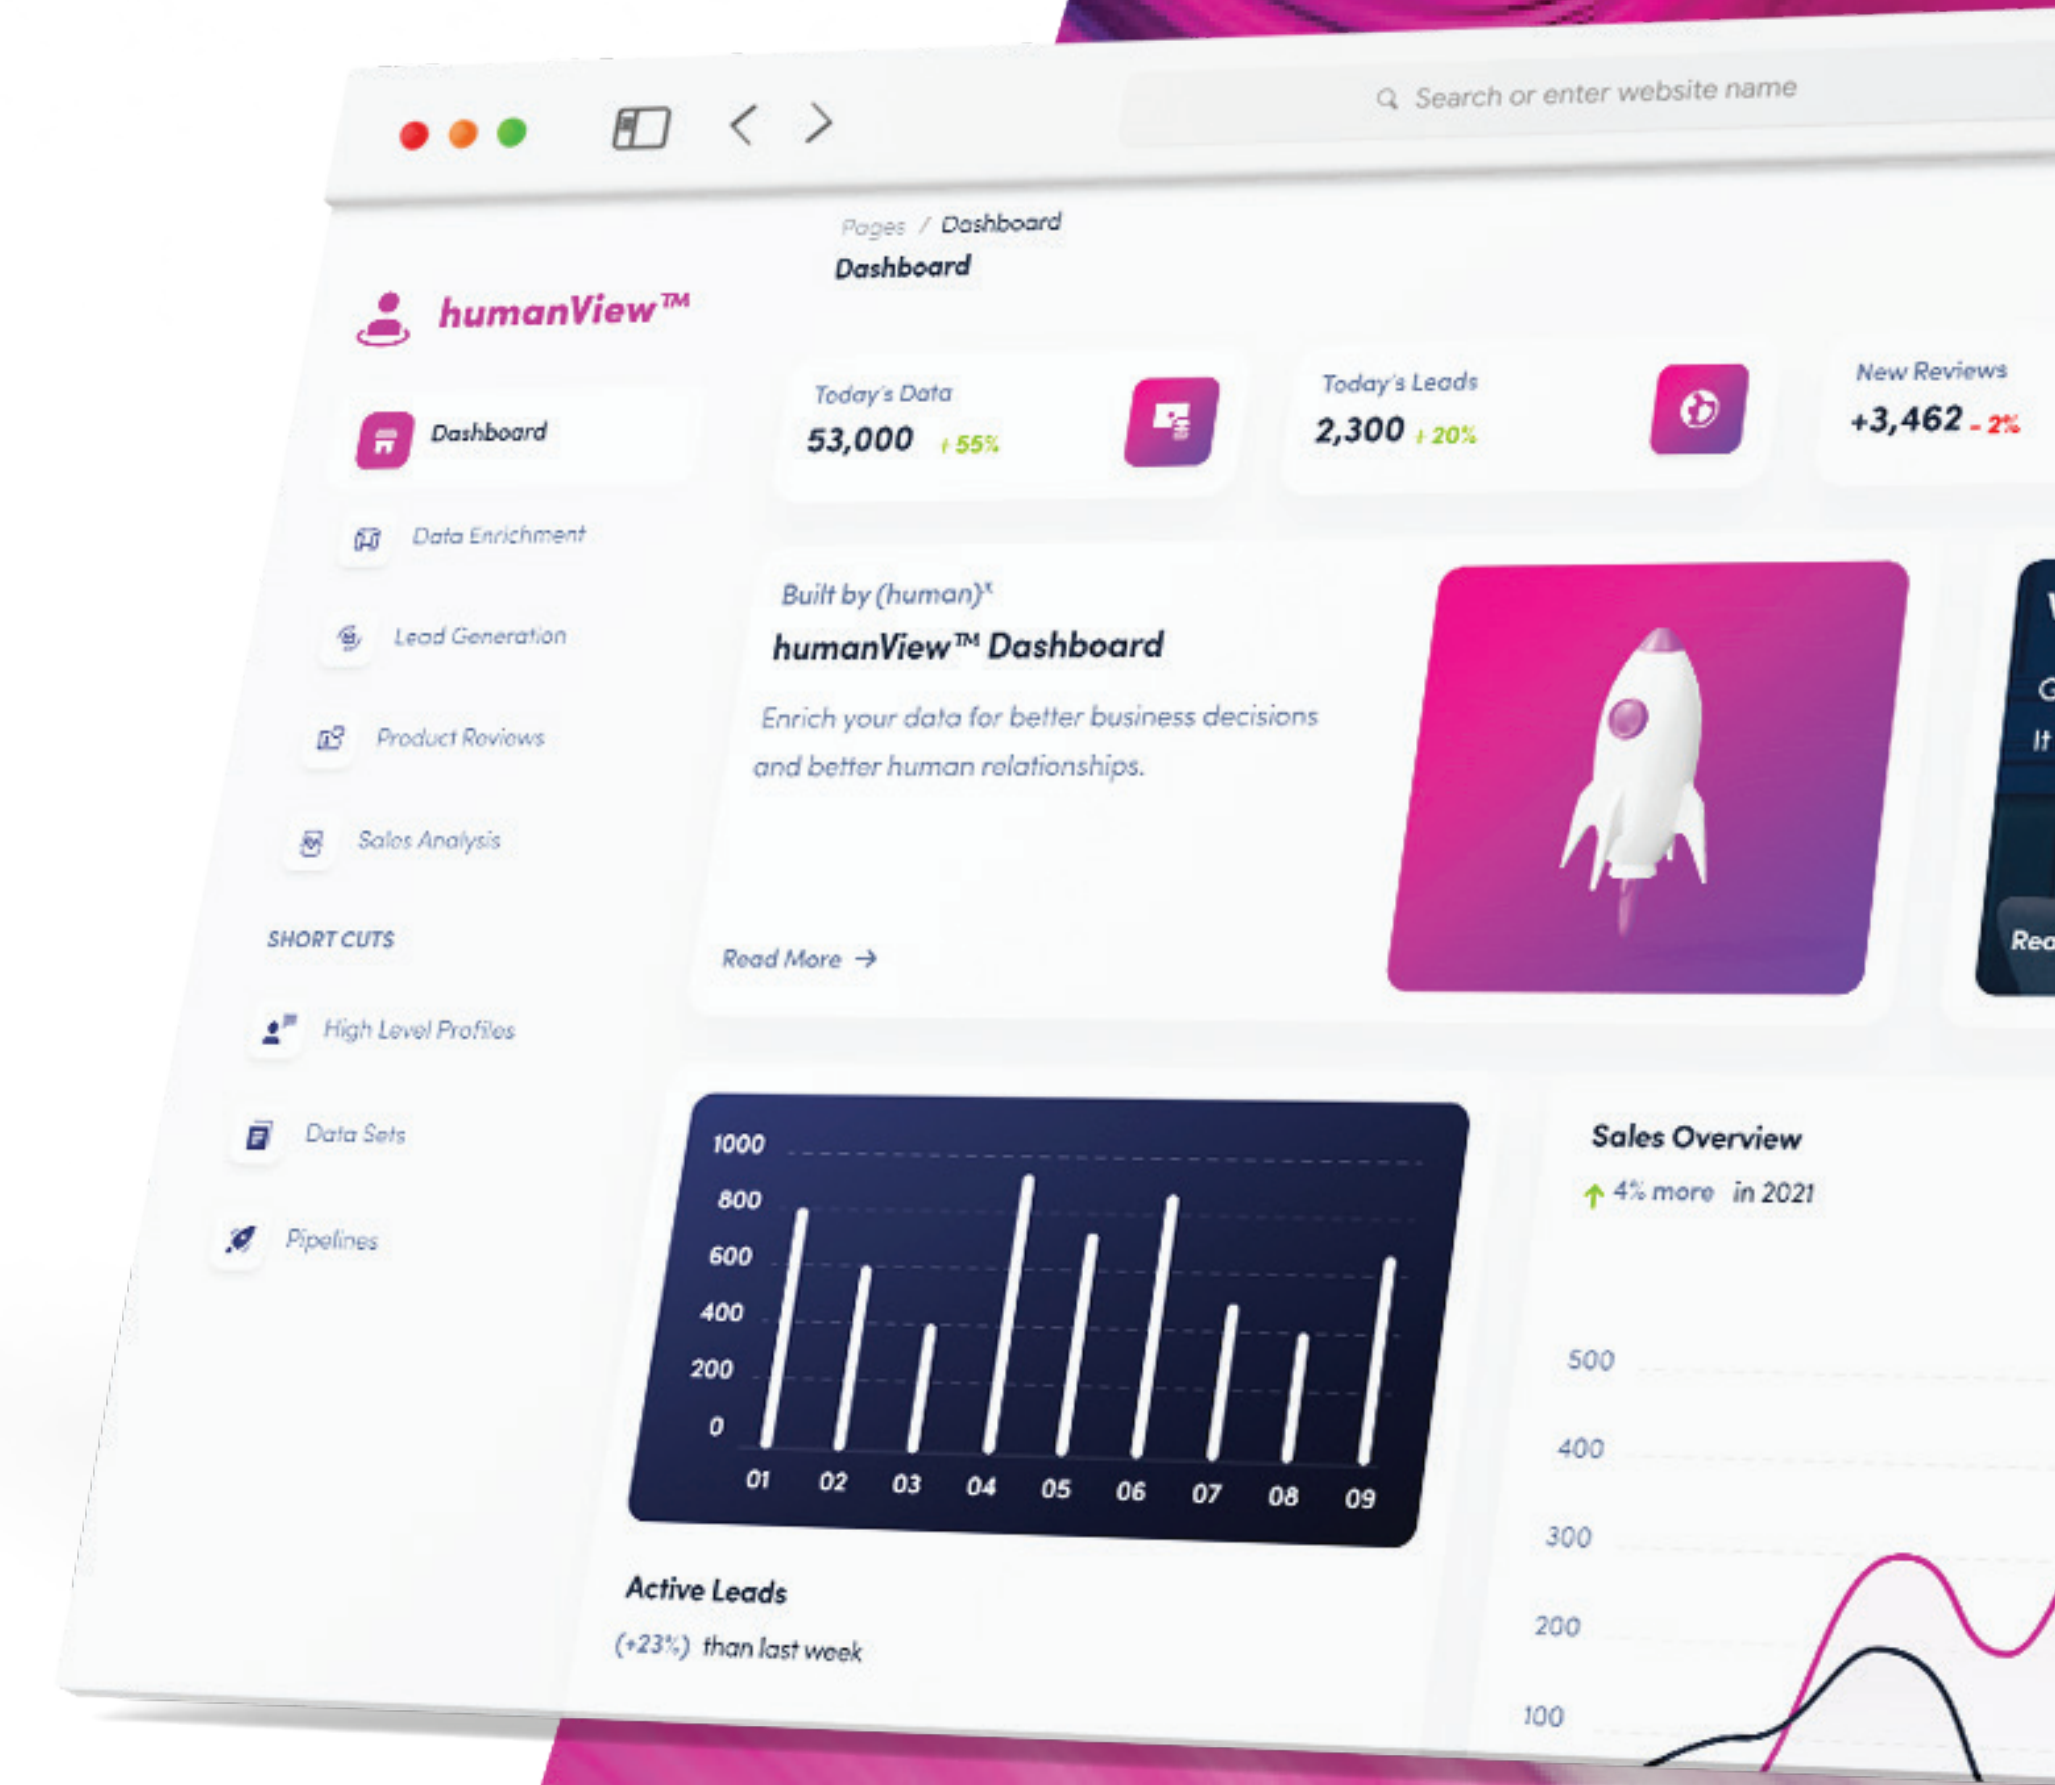 Search or enter website name
Pages / Dashboard
Dashboard
humanView™
Dashboard
Data Enrichment
Lead Generation
Product Reviews
Sales Analysis
SHORT CUTS
High Level Profiles
Data Sets
Pipelines
Today's Data
53,000 +55%
Today's Leads
2,300 +20%
New Reviews
+3,462 - 2%
Built by (human)ˣ
humanView™ Dashboard
Enrich your data for better business decisions
and better human relationships.
Read More →
It
1000
800
600
400
200
0
01 02 03 04 05 06 07 08 09
Active Leads
(+23%) than last week
Sales Overview
4% more in 2021
500
400
300
200
100